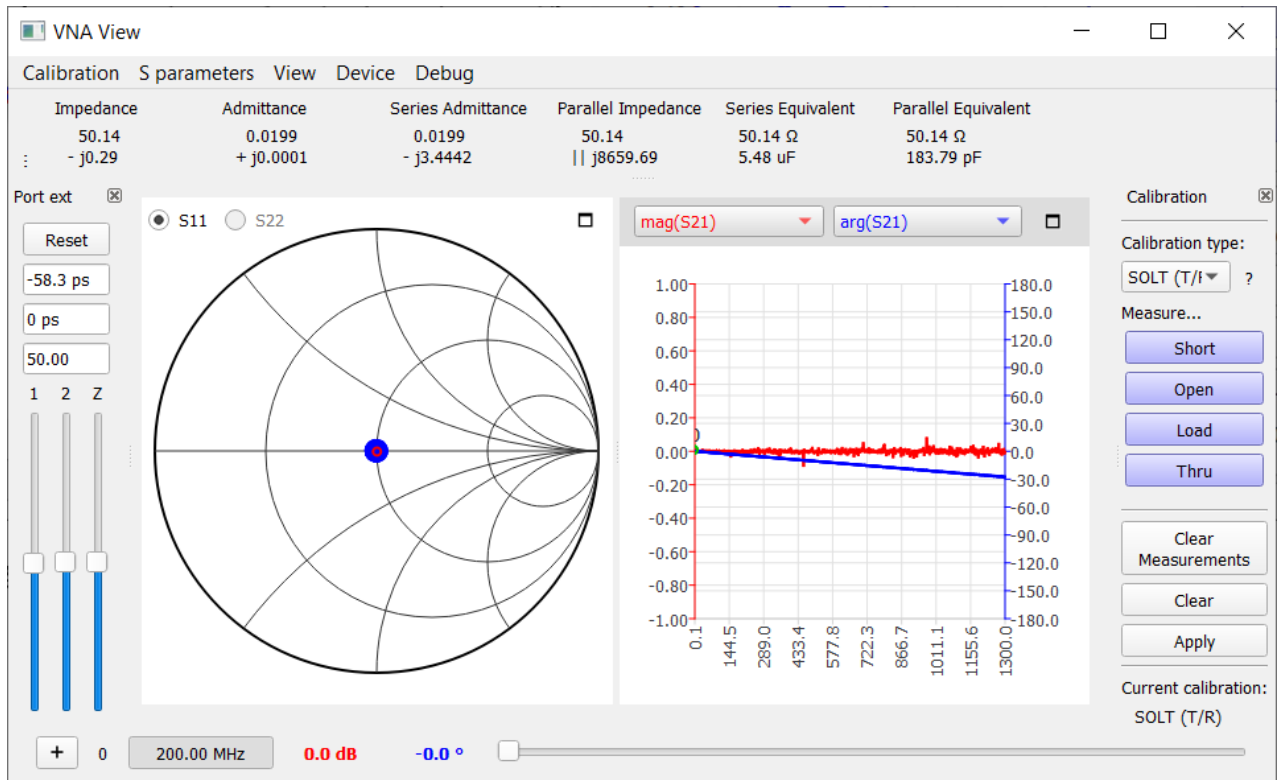 VNA View
Calibration S parameters View Device Debug
Impedance Admittance Series Admittance Parallel Impedance Series Equivalent Parallel Equivalent
50.14 0.0199 0.0199 50.14 50.14 Ω 50.14 Ω
- j0.29 + j0.0001 - j3.4442 || j8659.69 5.48 uF 183.79 pF
Port ext
Reset
-58.3 ps
0 ps
50.00
1 2 Z
S11 S22
mag(S21) arg(S21)
1.00 180.0
0.80 150.0
0.60 120.0
0.40 90.0
0.20 60.0
0.00 30.0
-0.20 0.0
-0.40 -30.0
-0.60 -60.0
-0.80 -90.0
-1.00 -120.0
-150.0
-180.0
0
0.1 144.5 289.0 433.4 577.8 722.3 866.7 1011.1 1155.6 1300.0
Calibration
Calibration type:
SOLT (T/ ?
Measure...
Short
Open
Load
Thru
Clear
Measurements
Clear
Apply
Current calibration:
SOLT (T/R)
+ 0 200.00 MHz 0.0 dB -0.0 °